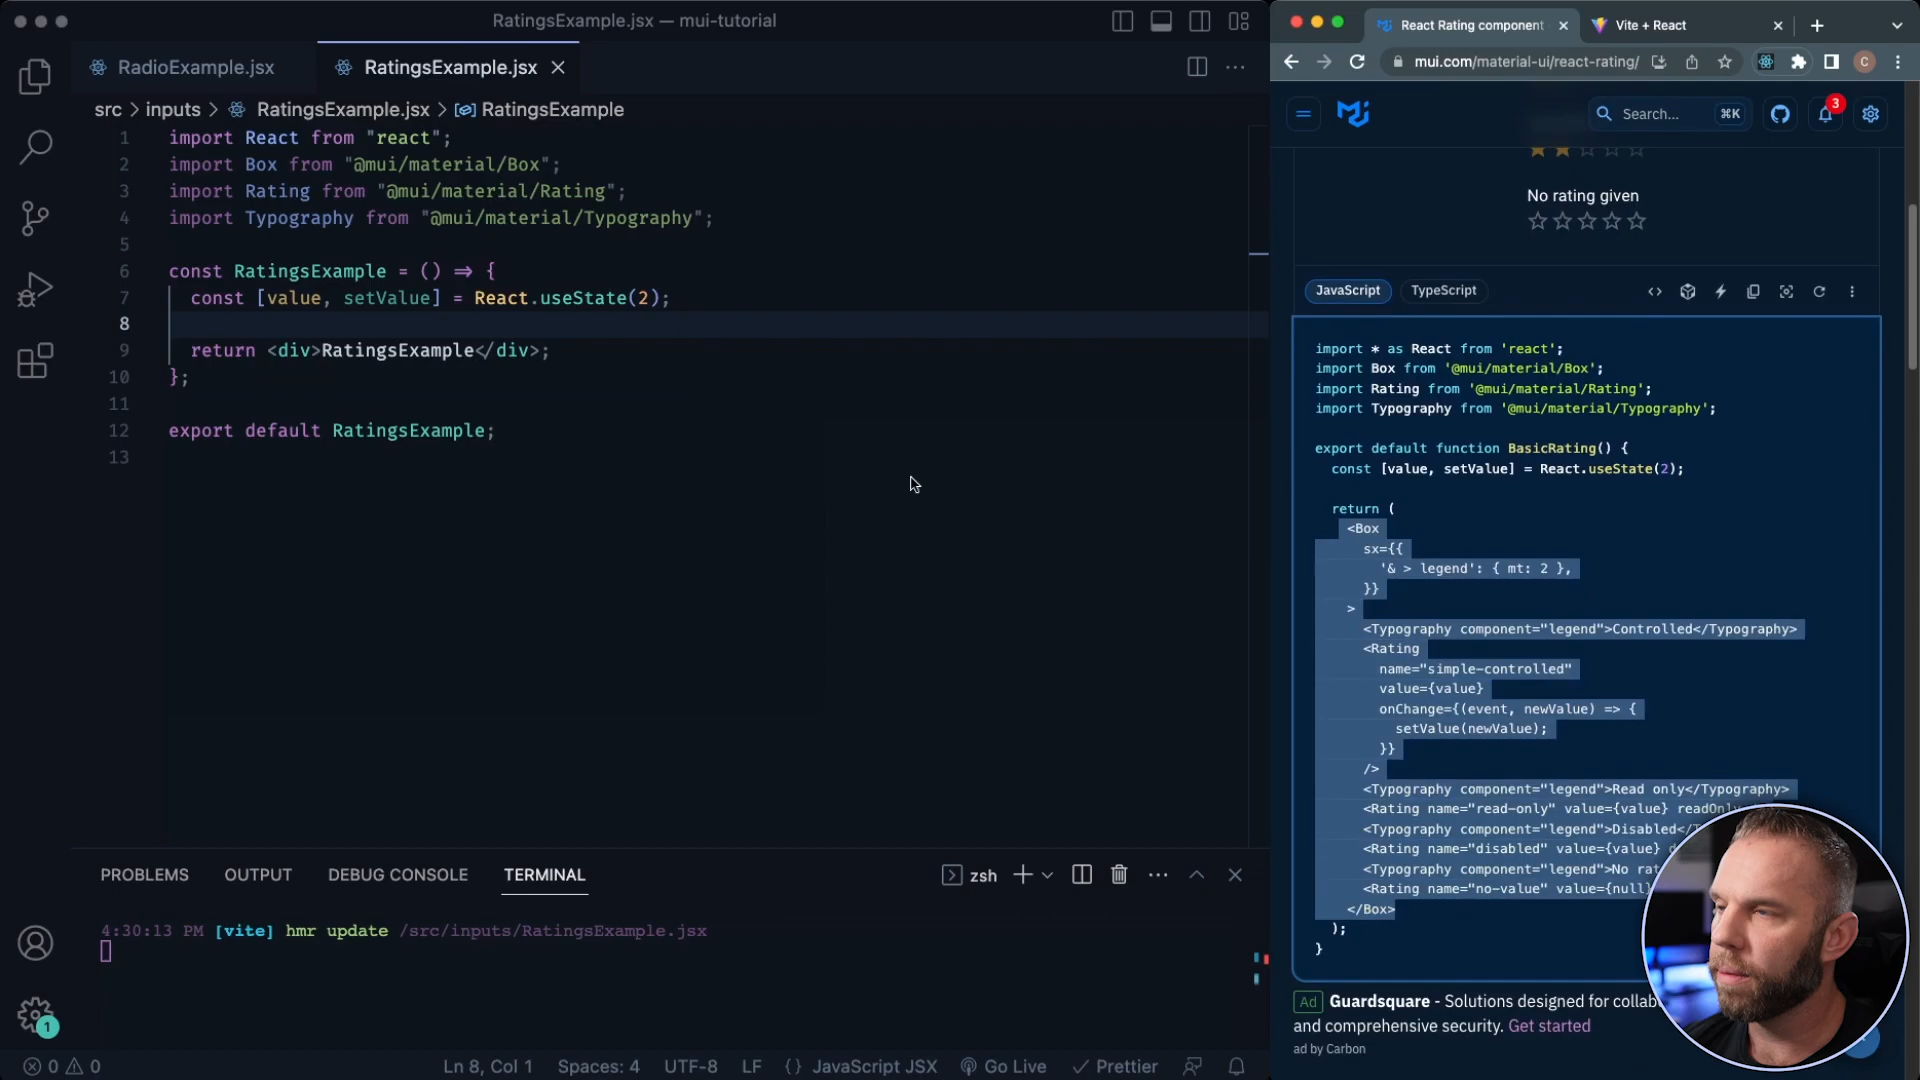 RatingsExample.jsx — mui-tutorial
RadioExample.jsx
RatingsExample.jsx
src > inputs > RatingsExample.jsx > RatingsExample
1 import React from "react";
2 import Box from "@mui/material/Box";
3 import Rating from "@mui/material/Rating";
4 import Typography from "@mui/material/Typography";
5
6 const RatingsExample = () => {
7 const [value, setValue] = React.useState(2);
8
9 return <div>RatingsExample</div>;
10 };
11
12 export default RatingsExample;
13
PROBLEMS OUTPUT DEBUG CONSOLE TERMINAL
zsh
4:30:13 PM [vite] hmr update /src/inputs/RatingsExample.jsx
1
0 0
Ln 8, Col 1 Spaces: 4 UTF-8 LF {} JavaScript JSX Go Live Prettier
React Rating component
Vite + React
mui.com/material-ui/react-rating/
C
Search... ⌘K
3
No rating given
JavaScript TypeScript
import * as React from 'react';
import Box from '@mui/material/Box';
import Rating from '@mui/material/Rating';
import Typography from '@mui/material/Typography';
export default function BasicRating() {
const [value, setValue] = React.useState(2);
return (
<Box
sx={{
'& > legend': { mt: 2 },
}}
>
<Typography component="legend">Controlled</Typography>
<Rating
name="simple-controlled"
value={value}
onChange={(event, newValue) => {
setValue(newValue);
}}
/>
<Typography component="legend">Read only</Typography>
<Rating name="read-only" value={value} readOnly
<Typography component="legend">Disabled</T
<Rating name="disabled" value={value} d
<Typography component="legend">No rat
<Rating name="no-value" value={null}
</Box>
);
}
Ad Guardsquare - Solutions designed for collab
and comprehensive security. Get started
ad by Carbon